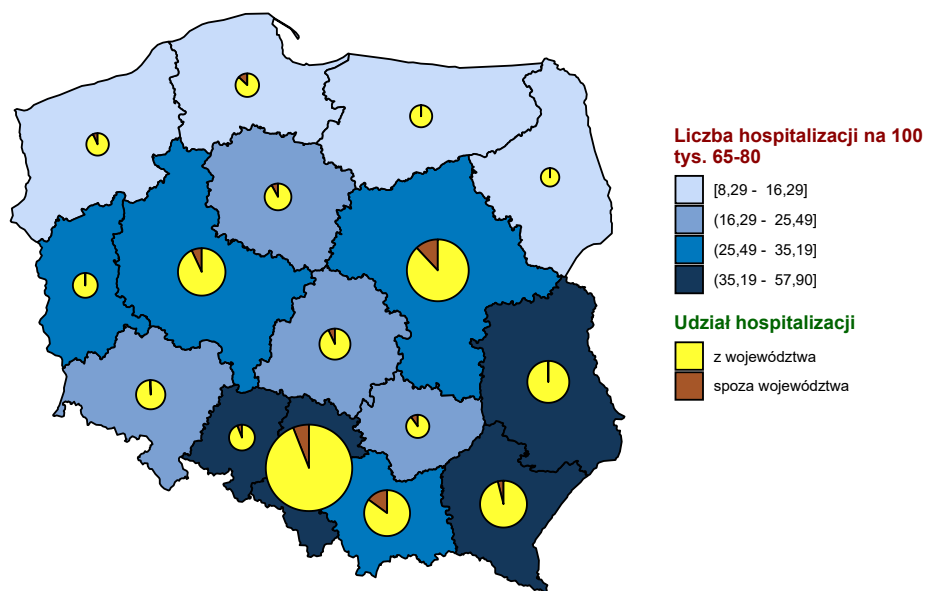 Liczba hospitalizacji na 100
tys. 65-80
[8,29 - 16,29]
(16,29 - 25,49]
(25,49 - 35,19]
(35,19 - 57,90]
Udział hospitalizacji
z województwa
spoza województwa